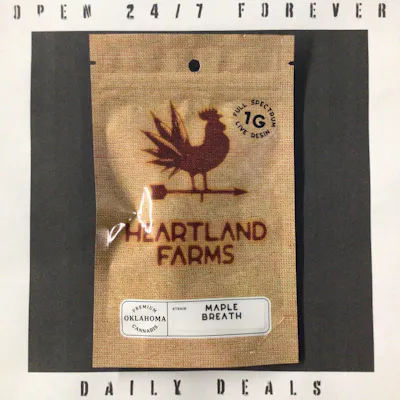 OPEN 24/7 FOREVER
FULL SPECTRUM
1G
LIVE RESIN
HEARTLAND
FARMS
PREMIUM
OKLAHOMA
CANNABIS
STRAIN
MAPLE
BREATH
DAILY DEALS